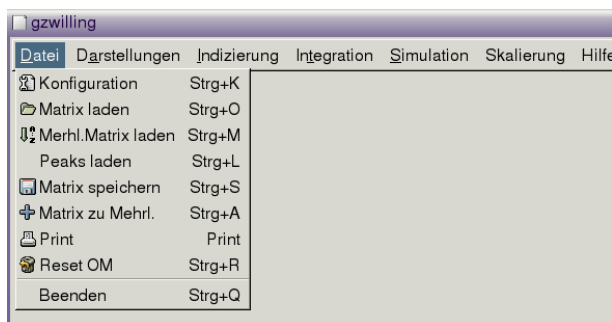 gzwilling
Datei Darstellungen Indizierung Integration Simulation Skalierung Hilfe
Konfiguration Strg+K
Matrix laden Strg+O
Merhl.Matrix laden Strg+M
Peaks laden Strg+L
Matrix speichern Strg+S
Matrix zu Mehrl. Strg+A
Print Print
Reset OM Strg+R
Beenden Strg+Q